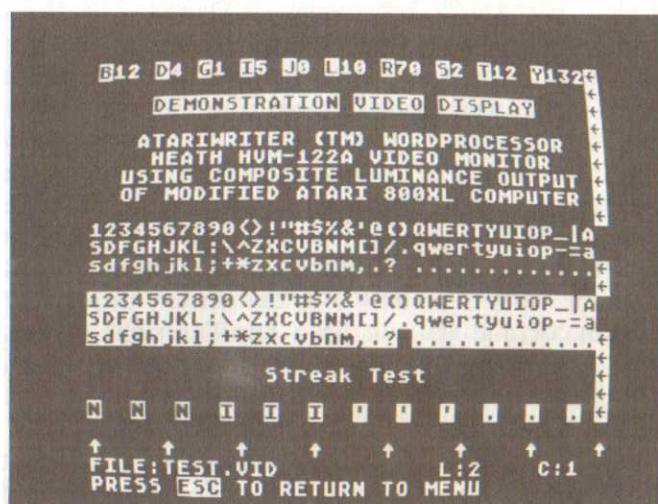 B12 D4 G1 I5 J0 L10 R70 S2 T12 Y132←
DEMONSTRATION VIDEO DISPLAY
ATARIWRITER (TM) WORDPROCESSOR
HEATH HVM-122A VIDEO MONITOR
USING COMPOSITE LUMINANCE OUTPUT
OF MODIFIED ATARI 800XL COMPUTER
1234567890<>!"#$%&'@()QWERTYUIOP_|A
SDFGHJKL:\^ZXCVBNM[]/.qwertyuiop-=a
sdfghjkl;+*zxcvbnm,.? ..............←
1234567890<>!"#$%&'@()QWERTYUIOP_|A
SDFGHJKL:\^ZXCVBNM[]/.qwertyuiop-=a
sdfghjkl;+*zxcvbnm,.? ..............←
Streak Test
N N N I I I ' ' ' . . .←
↑ ↑ ↑ ↑ ↑ ↑ ↑ ↑
FILE:TEST.VID L:2 C:1
PRESS ESC TO RETURN TO MENU